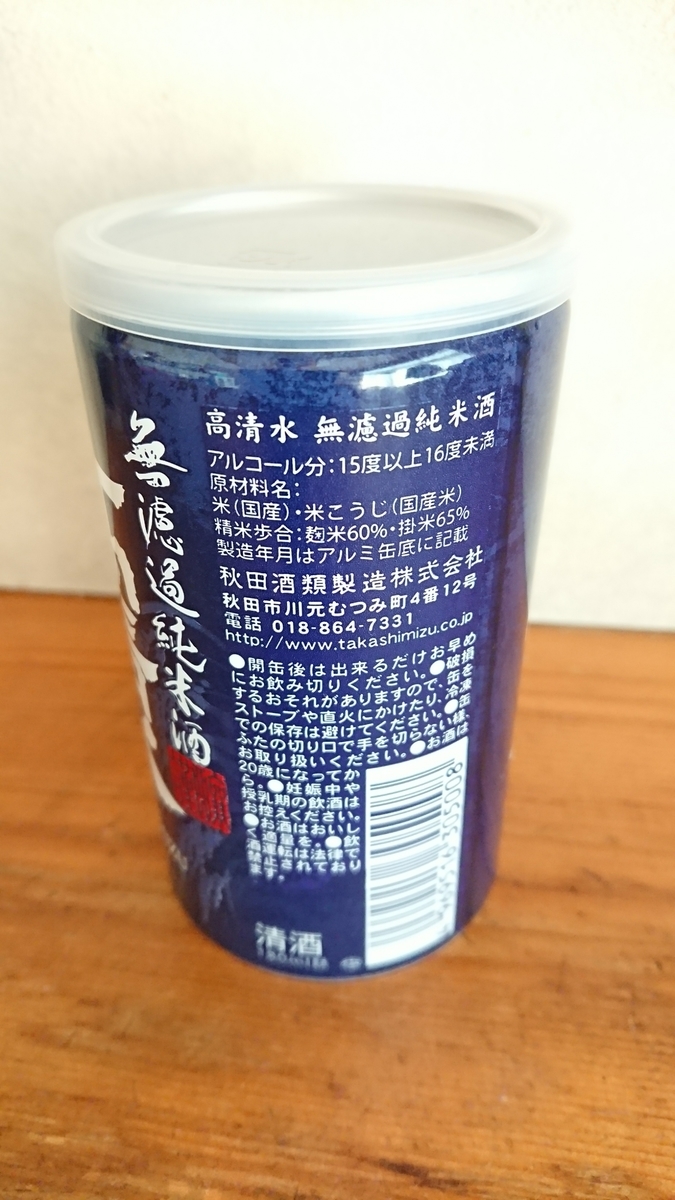 無濾過純米酒
高清水 無濾過純米酒
アルコール分：15度以上16度未満
原材料名：
米（国産）・米こうじ（国産米）
精米歩合：麹米60%・掛米65%
製造年月はアルミ缶底に記載
秋田酒類製造株式会社
秋田市川元むつみ町4番12号
電話 018-864-7331
http://www.takashimizu.co.jp
●開缶後は出来るだけお早め
にお飲み切りください。●破損
するおそれがありますので、缶を
ストーブや直火にかけたり、冷凍
での保存は避けてください。●缶
ふたの切り口で手を切らない様、
お取り扱いください。●お酒は
20歳になってか
ら。●妊娠中や
授乳期の飲酒は
お控えください。
●お酒はおいし
く適量を。●飲
酒運転は法律で
禁止されており
ます。
清酒